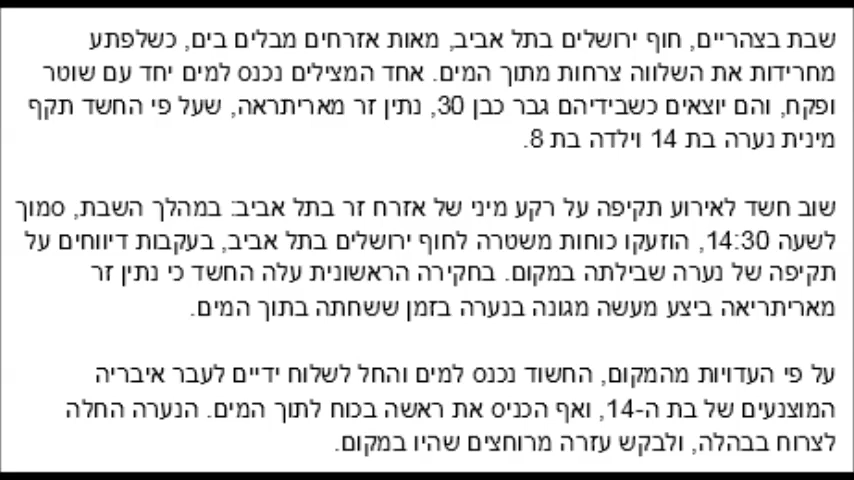 שבת בצהריים, חוף ירושלים בתל אביב, מאות אזרחים מבלים בים, כשלפתע
מחרידות את השלווה צרחות מתוך המים. אחד המצילים נכנס למים יחד עם שוטר
ופקח, והם יוצאים כשבידיהם גבר כבן 30, נתין זר מאריתראה, שעל פי החשד תקף
מינית נערה בת 14 וילדה בת 8.
שוב חשד לאירוע תקיפה על רקע מיני של אזרח זר בתל אביב: במהלך השבת, סמוך
לשעה 14:30, הוזעקו כוחות משטרה לחוף ירושלים בתל אביב, בעקבות דיווחים על
תקיפה של נערה שבילתה במקום. בחקירה הראשונית עלה החשד כי נתין זר
מאריתריאה ביצע מעשה מגונה בנערה בזמן ששחתה בתוך המים.
על פי העדויות מהמקום, החשוד נכנס למים והחל לשלוח ידיים לעבר איבריה
המוצנעים של בת ה-14, ואף הכניס את ראשה בכוח לתוך המים. הנערה החלה
לצרוח בבהלה, ולבקש עזרה מרוחצים שהיו במקום.